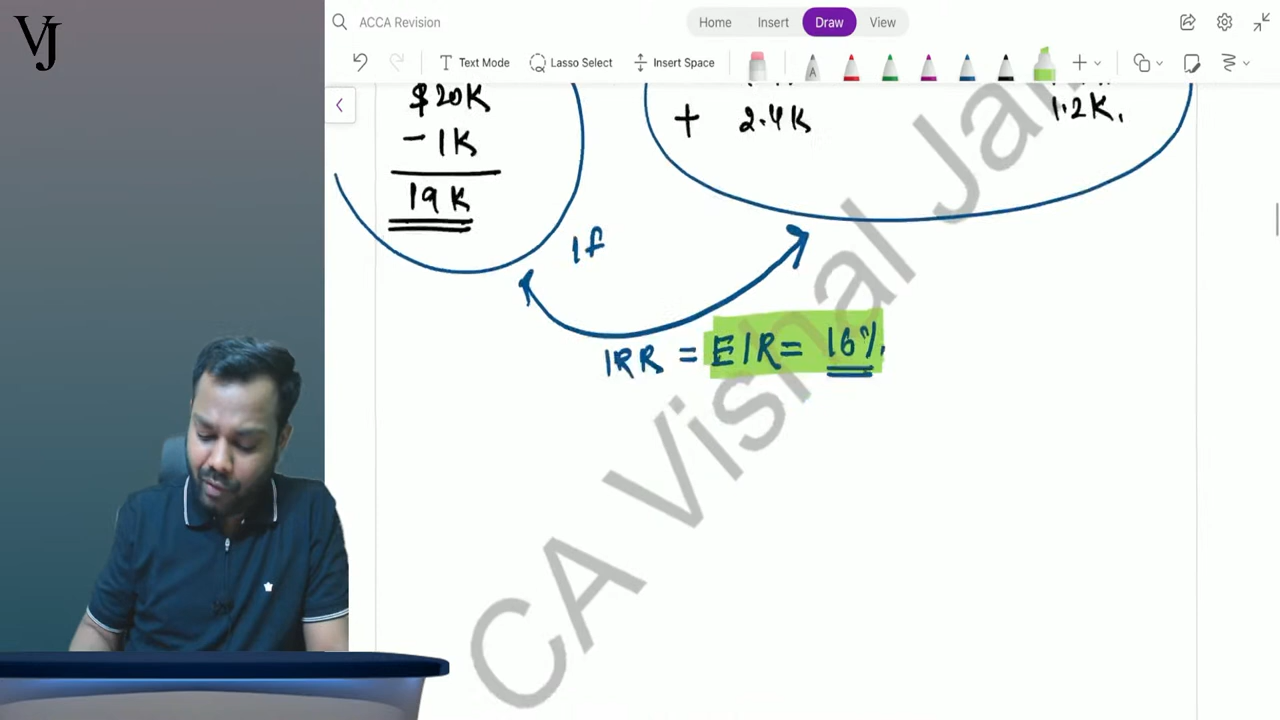 VJ
ACCA Revision
Home Insert Draw View
Text Mode Lasso Select Insert Space
$20K
- 1K
19K
+ 2.4K
1.2K.
If
IRR = EIR = 16%.
CA Vishal Jai